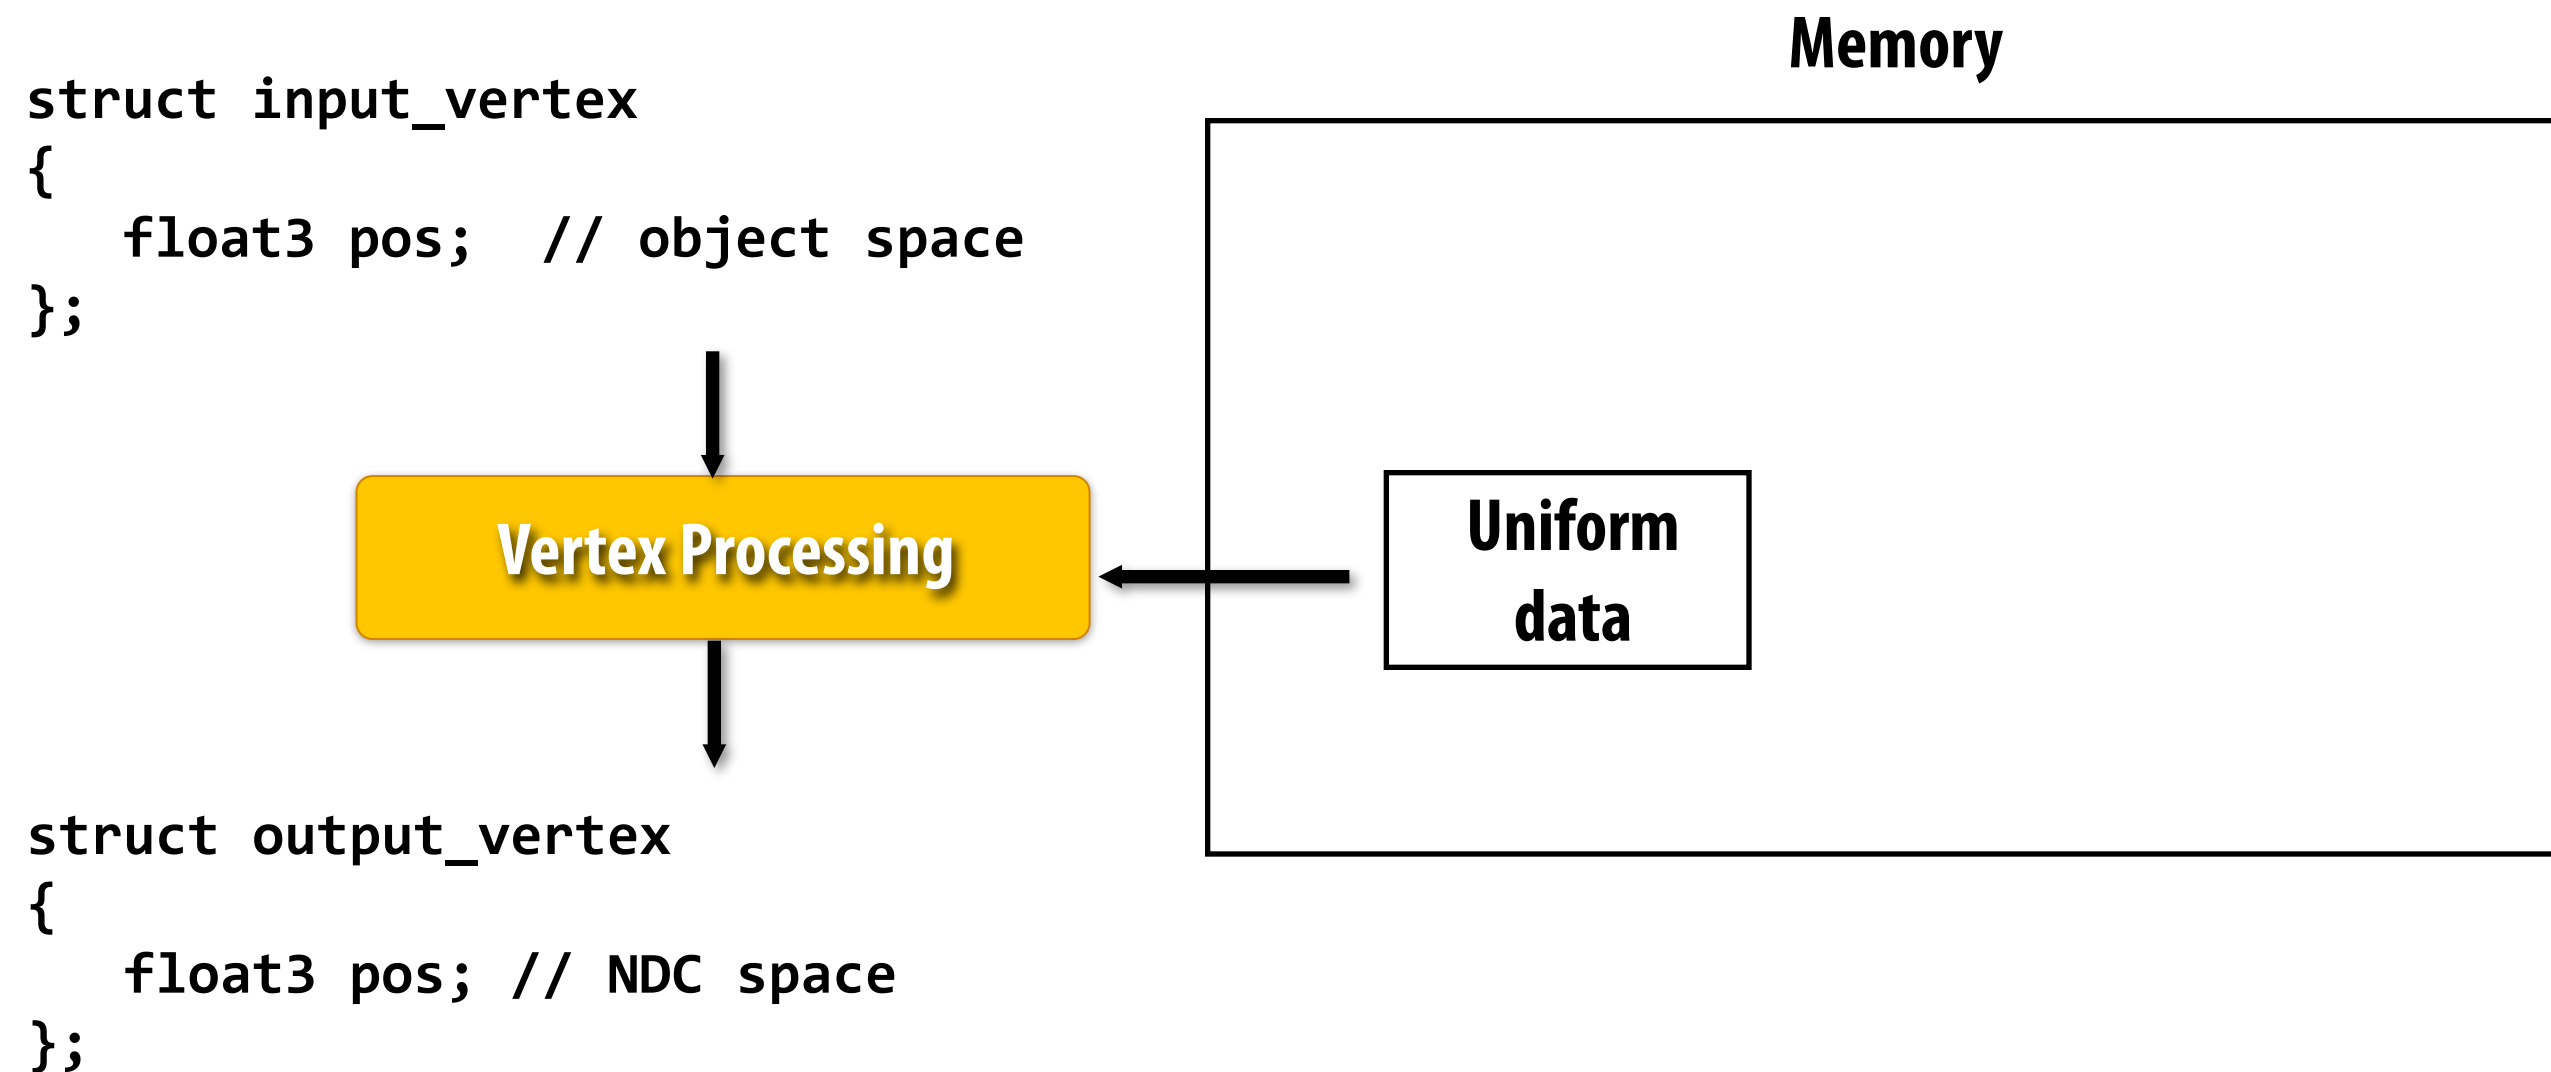 Memory
struct input_vertex
{
   float3 pos;  // object space
};
Vertex Processing
Uniform
data
struct output_vertex
{
   float3 pos; // NDC space
};